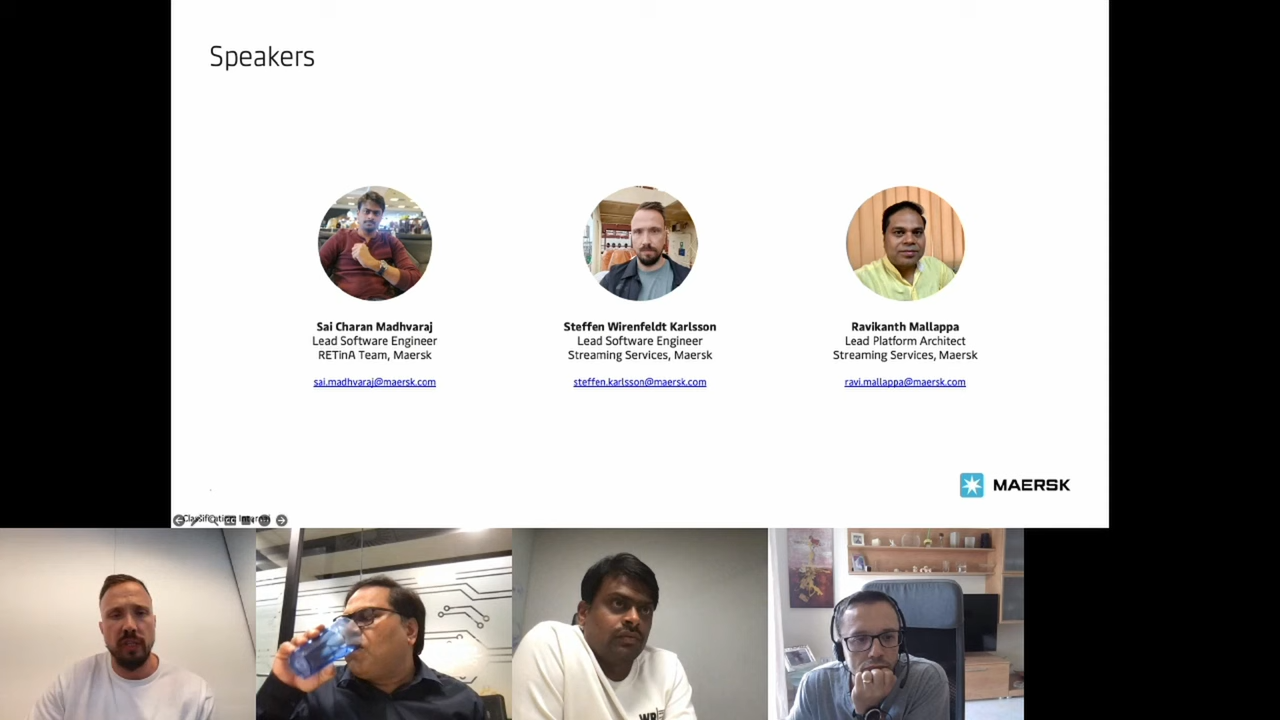 Speakers
Sai Charan Madhvaraj
Lead Software Engineer
RETinA Team, Maersk
sai.madhvaraj@maersk.com
Steffen Wirenfeldt Karlsson
Lead Software Engineer
Streaming Services, Maersk
steffen.karlsson@maersk.com
Ravikanth Mallappa
Lead Platform Architect
Streaming Services, Maersk
ravi.mallappa@maersk.com
MAERSK
Classification: Internal